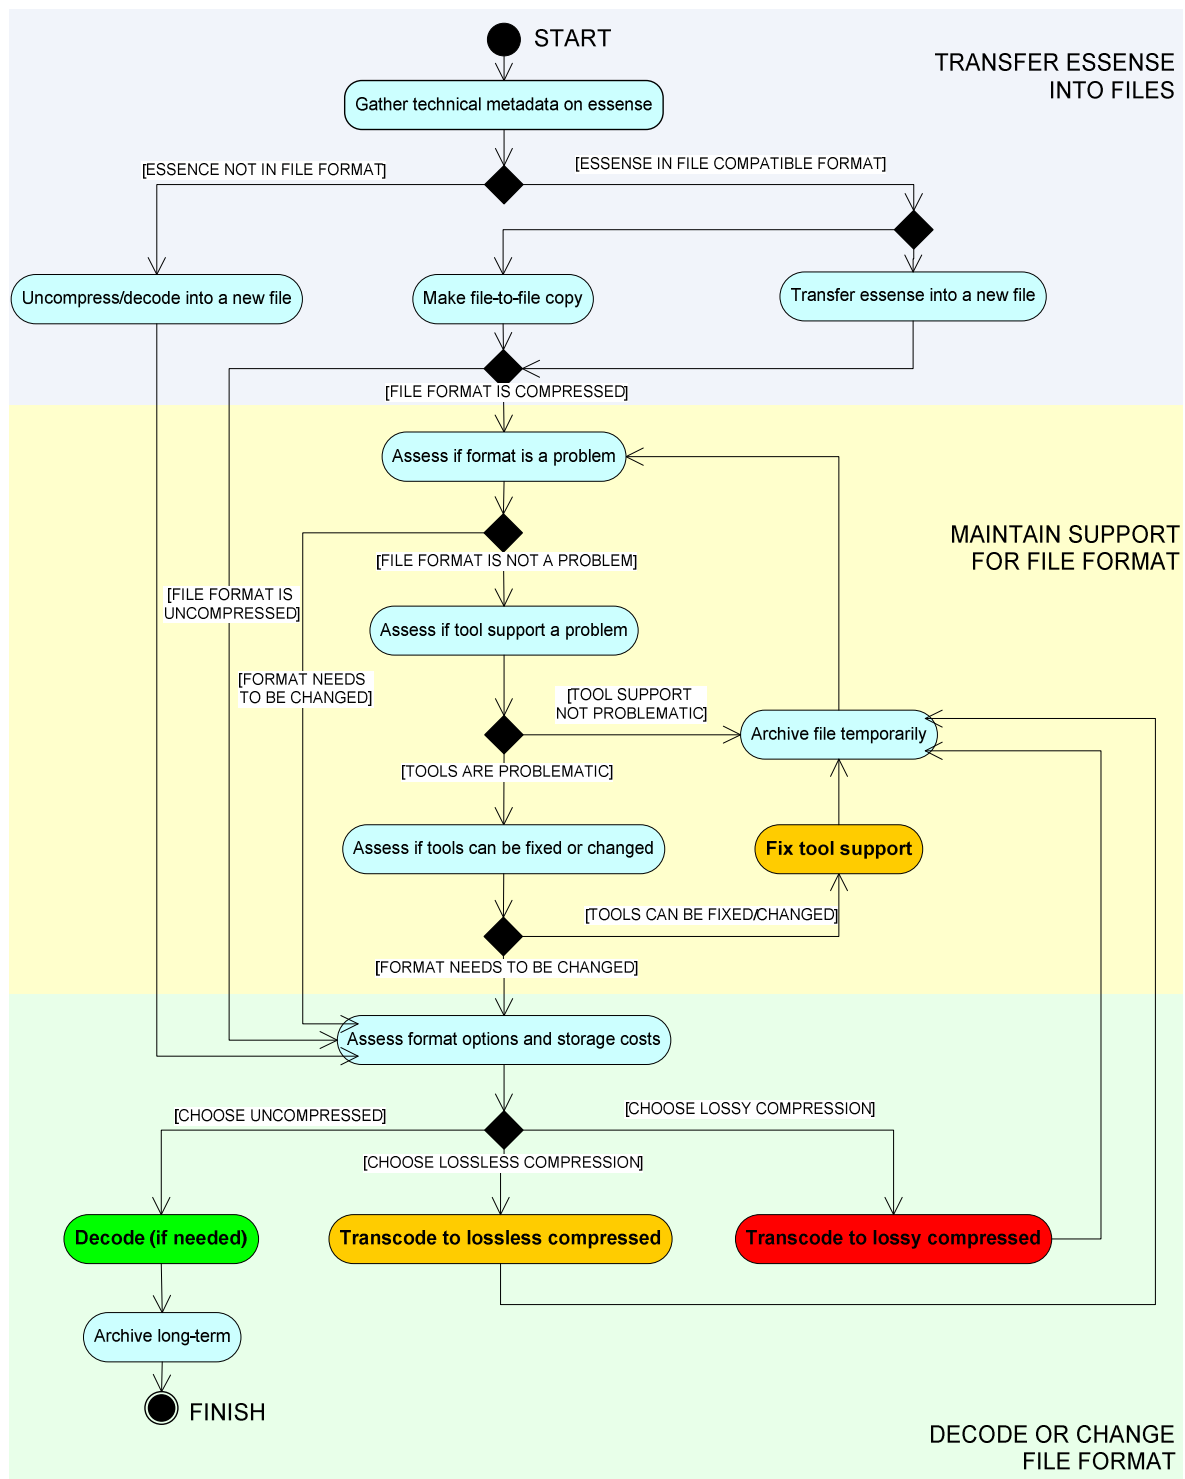 START
TRANSFER ESSENSE
INTO FILES
Gather technical metadata on essense
[ESSENCE NOT IN FILE FORMAT]
[ESSENSE IN FILE COMPATIBLE FORMAT]
Uncompress/decode into a new file
Make file-to-file copy
Transfer essense into a new file
[FILE FORMAT IS COMPRESSED]
Assess if format is a problem
MAINTAIN SUPPORT
FOR FILE FORMAT
[FILE FORMAT IS NOT A PROBLEM]
[FILE FORMAT IS
UNCOMPRESSED]
Assess if tool support a problem
[FORMAT NEEDS
TO BE CHANGED]
[TOOL SUPPORT
NOT PROBLEMATIC]
Archive file temporarily
[TOOLS ARE PROBLEMATIC]
Assess if tools can be fixed or changed
Fix tool support
[TOOLS CAN BE FIXED/CHANGED]
[FORMAT NEEDS TO BE CHANGED]
Assess format options and storage costs
[CHOOSE UNCOMPRESSED]
[CHOOSE LOSSY COMPRESSION]
[CHOOSE LOSSLESS COMPRESSION]
Decode (if needed)
Transcode to lossless compressed
Transcode to lossy compressed
Archive long-term
FINISH
DECODE OR CHANGE
FILE FORMAT